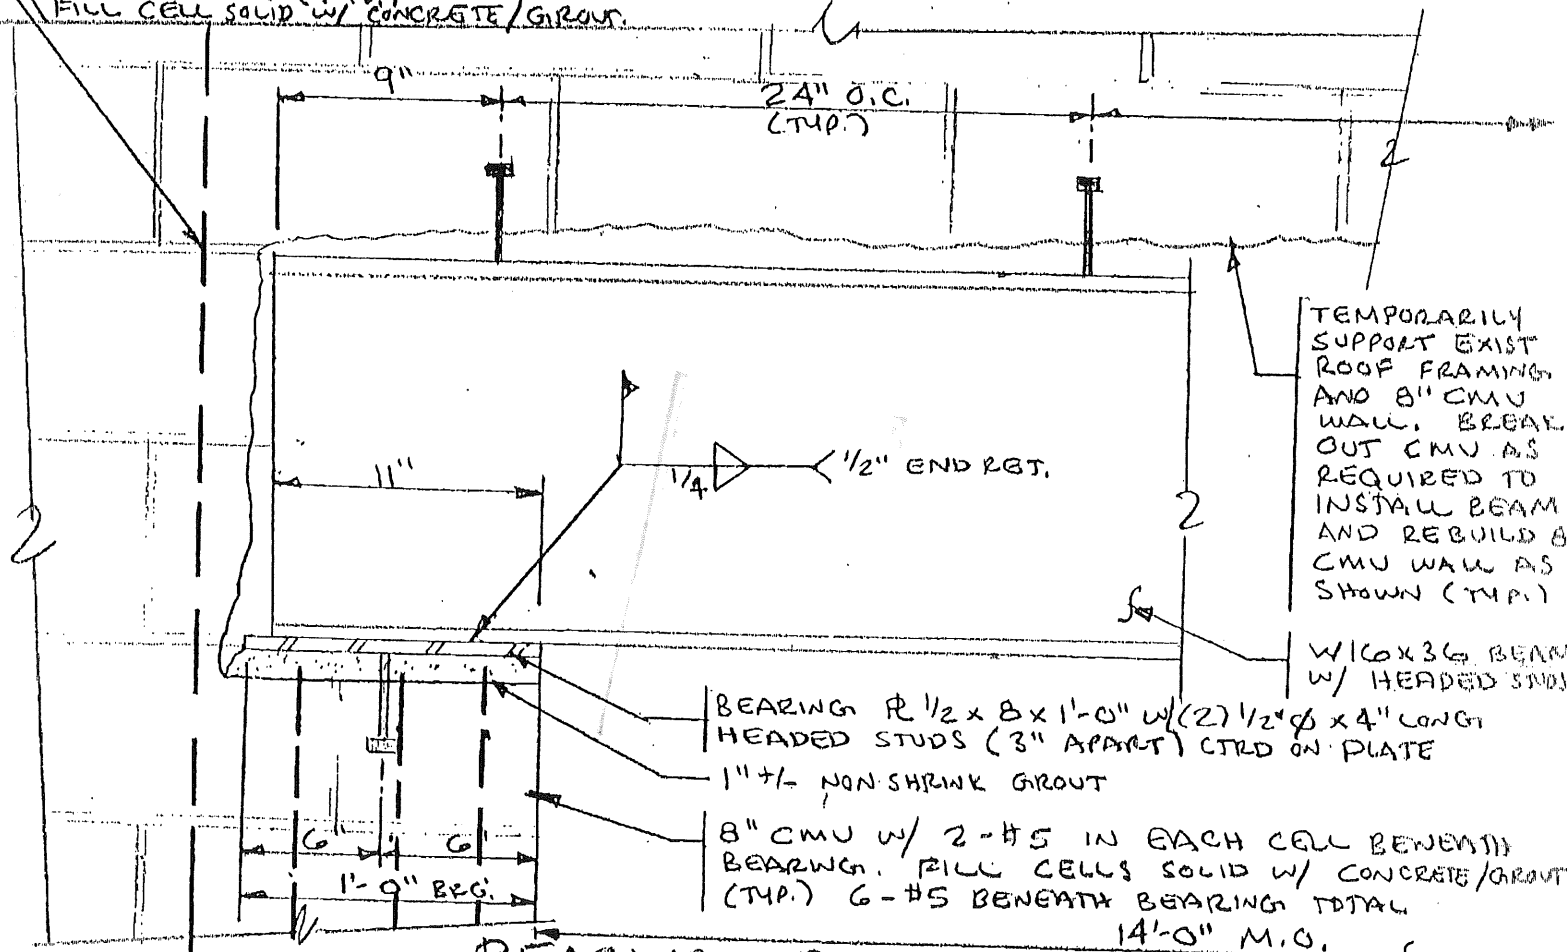 FILL CELL SOLID W/ CONCRETE/GROUT.
9"
24" O.C.
(TYP.)
TEMPORARILY
SUPPORT EXIST
ROOF FRAMING
AND 8" CMU
WALL. BREAK
OUT CMU AS
REQUIRED TO
INSTALL BEAM
AND REBUILD 8
CMU WALL AS
SHOWN (TYP.)
11"
1/4
1/2" END RET.
W16x36 BEAM
W/ HEADED STUDS
BEARING PL 1/2 x 8 x 1'-0" W/(2) 1/2"ø x 4" LONG
HEADED STUDS (3" APART) CTRD ON PLATE
1" +/- NON-SHRINK GROUT
8" CMU W/ 2-#5 IN EACH CELL BENEATH
BEARING. FILL CELLS SOLID W/ CONCRETE/GROUT
(TYP.) 6-#5 BENEATH BEARING TOTAL
6" 6"
1'-0" BRG.
14'-0" M.O.